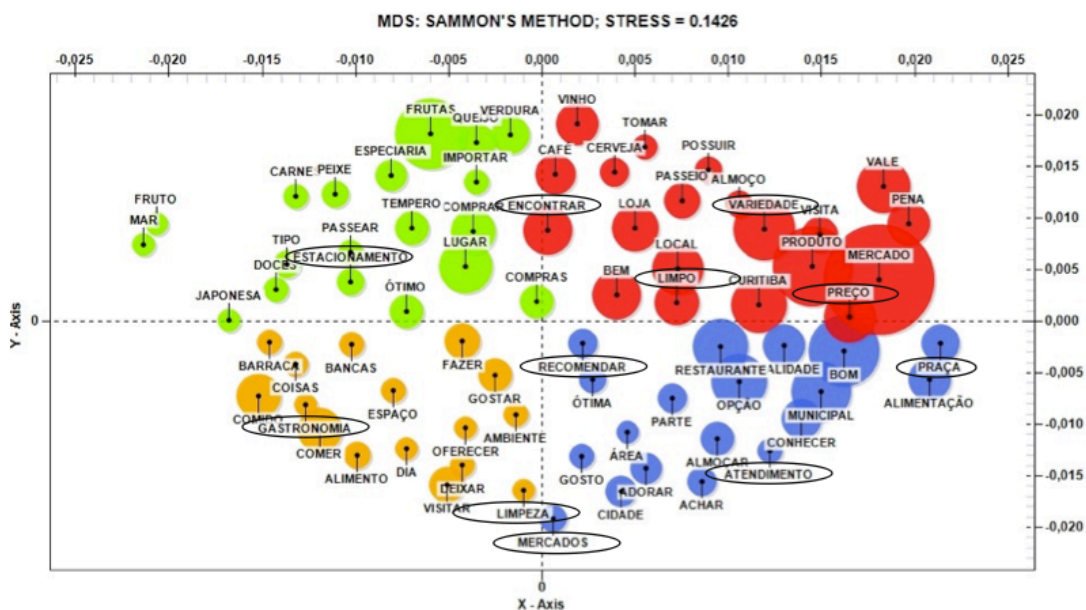 MDS: SAMMON'S METHOD; STRESS = 0.1426
-0,025 -0,020 -0,015 -0,010 -0,005 0,000 0,005 0,010 0,015 0,020 0,025
FRUTAS
QUEIJO
VERDURA
VINHO
TOMAR
0,020
ESPECIARIA
IMPORTAR
CAFÉ
CERVEJA
POSSUIR
VALE
0,015
CARNE
PEIXE
PASSEIO
ALMOÇO
FRUTO
TEMPERO
COMPRAR
ENCONTRAR
LOJA
VARIEDADE
VISITA
PENA
0,010
MAR
TIPO
PASSEAR
LUGAR
LOCAL
PRODUTO
MERCADO
DOCES
ESTACIONAMENTO
COMPRAS
BEM
LIMPO
CURITIBA
PREÇO
0,005
JAPONESA
ÓTIMO
0
0,000
Y - Axis
BARRACA
BANCAS
FAZER
RECOMENDAR
RESTAURANTE
ALIDADE
BOM
PRAÇA
-0,005
COISAS
ESPAÇO
GOSTAR
ÓTIMA
PARTE
OPÇÃO
MUNICIPAL
ALIMENTAÇÃO
COMIDO
GASTRONOMIA
AMBIENTE
-0,010
COMER
OFERECER
ÁREA
ALMOÇAR
CONHECER
ALIMENTO
DIA
DEIXAR
GOSTO
ADORAR
ACHAR
ATENDIMENTO
-0,015
VISITAR
LIMPEZA
CIDADE
MERCADOS
-0,020
0
X - Axis